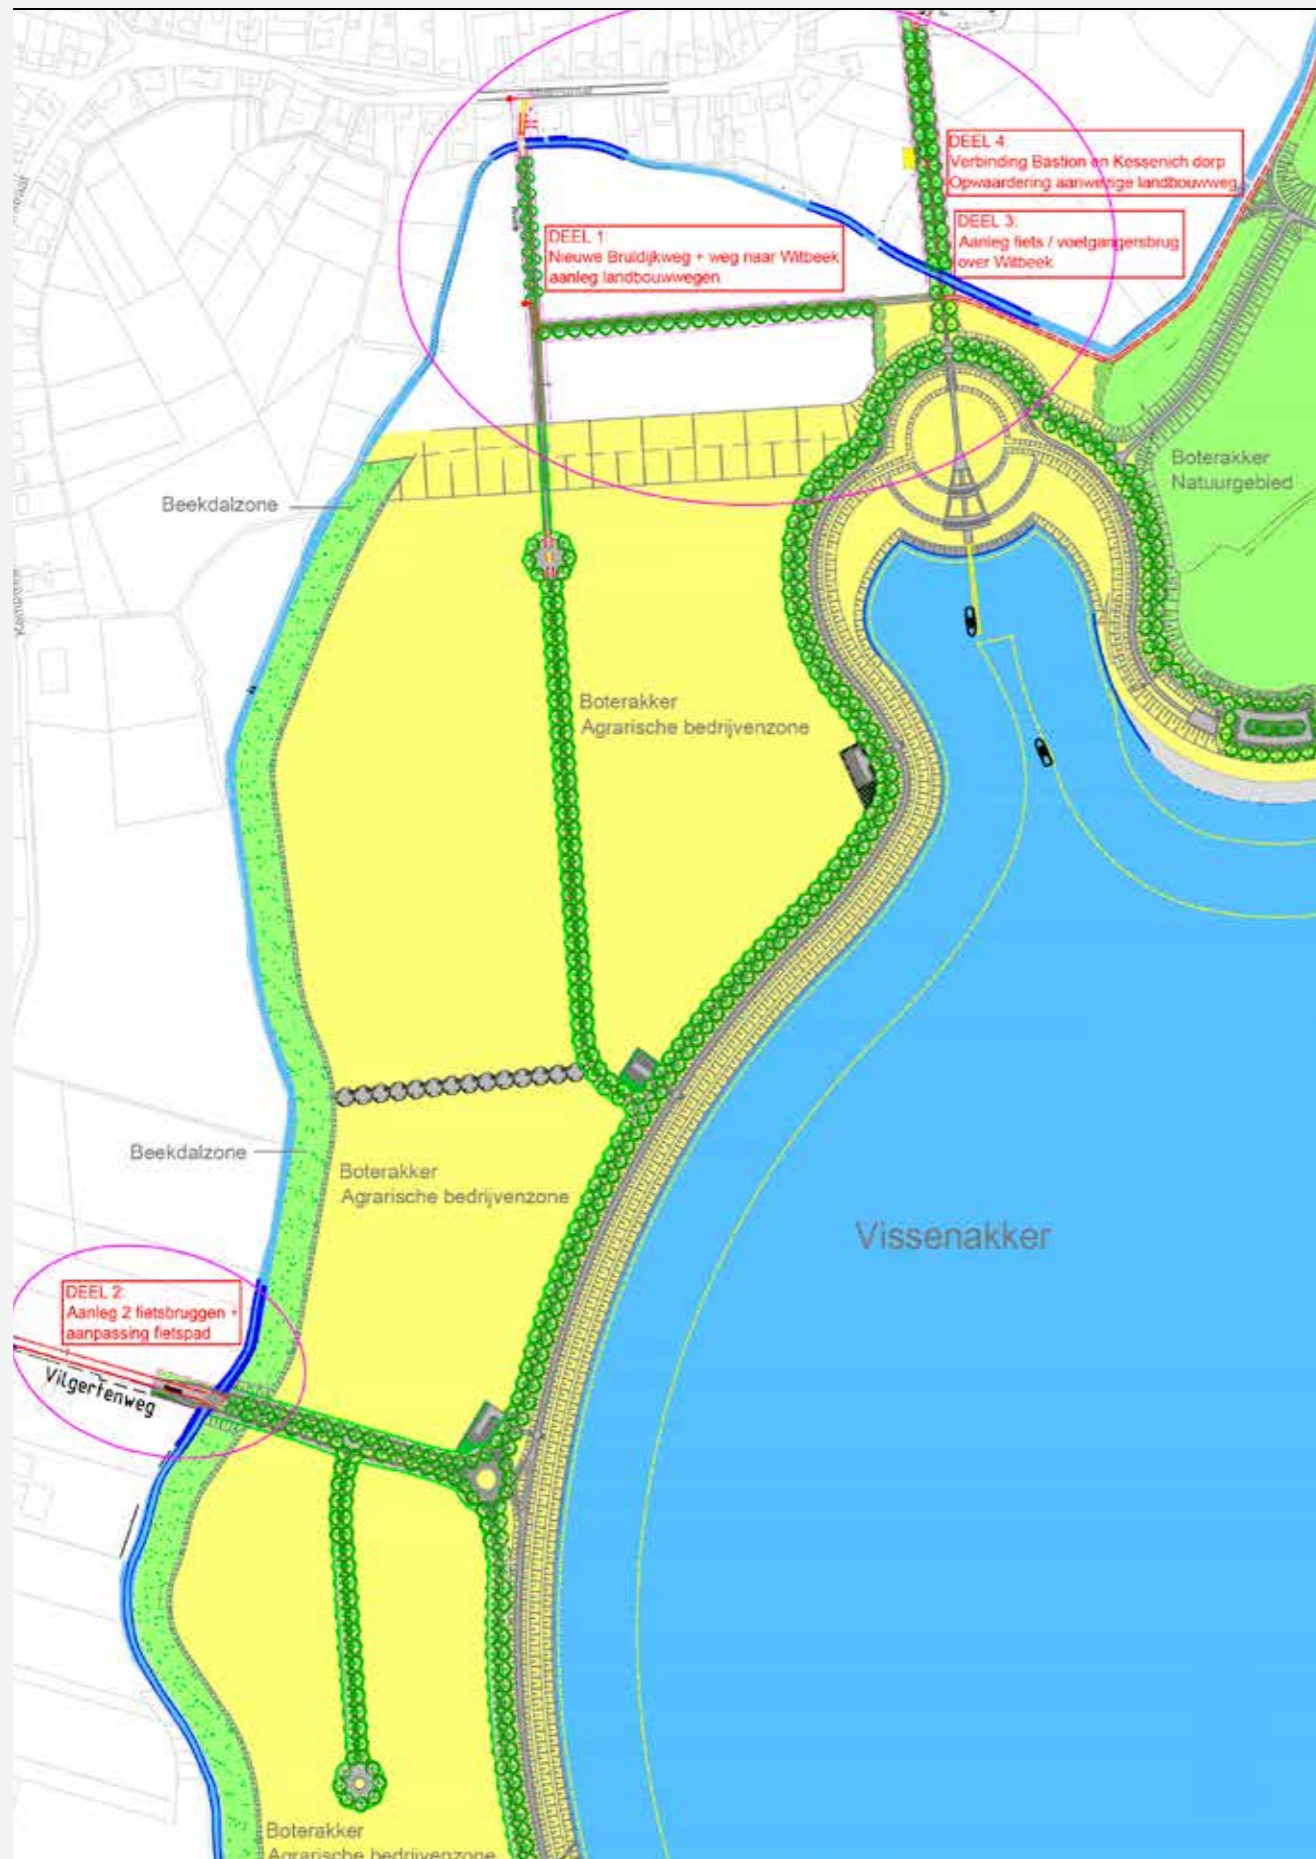 DEEL 4:
Verbinding Bastion en Kessenich dorp
Opwaardering aanwezige landbouwweg
DEEL 3:
Aanleg fiets / voetgangersbrug
over Witbeek
DEEL 1:
Nieuwe Bruidijkweg + weg naar Witbeek
aanleg landbouwwegen
Boterakker
Natuurgebied
Beekdalzone
Boterakker
Agrarische bedrijvenzone
Beekdalzone
Boterakker
Agrarische bedrijvenzone
Vissenakker
DEEL 2:
Aanleg 2 fietsbruggen +
aanpassing fietspad
Vilgertenweg
Boterakker
Agrarische bedrijvenzone